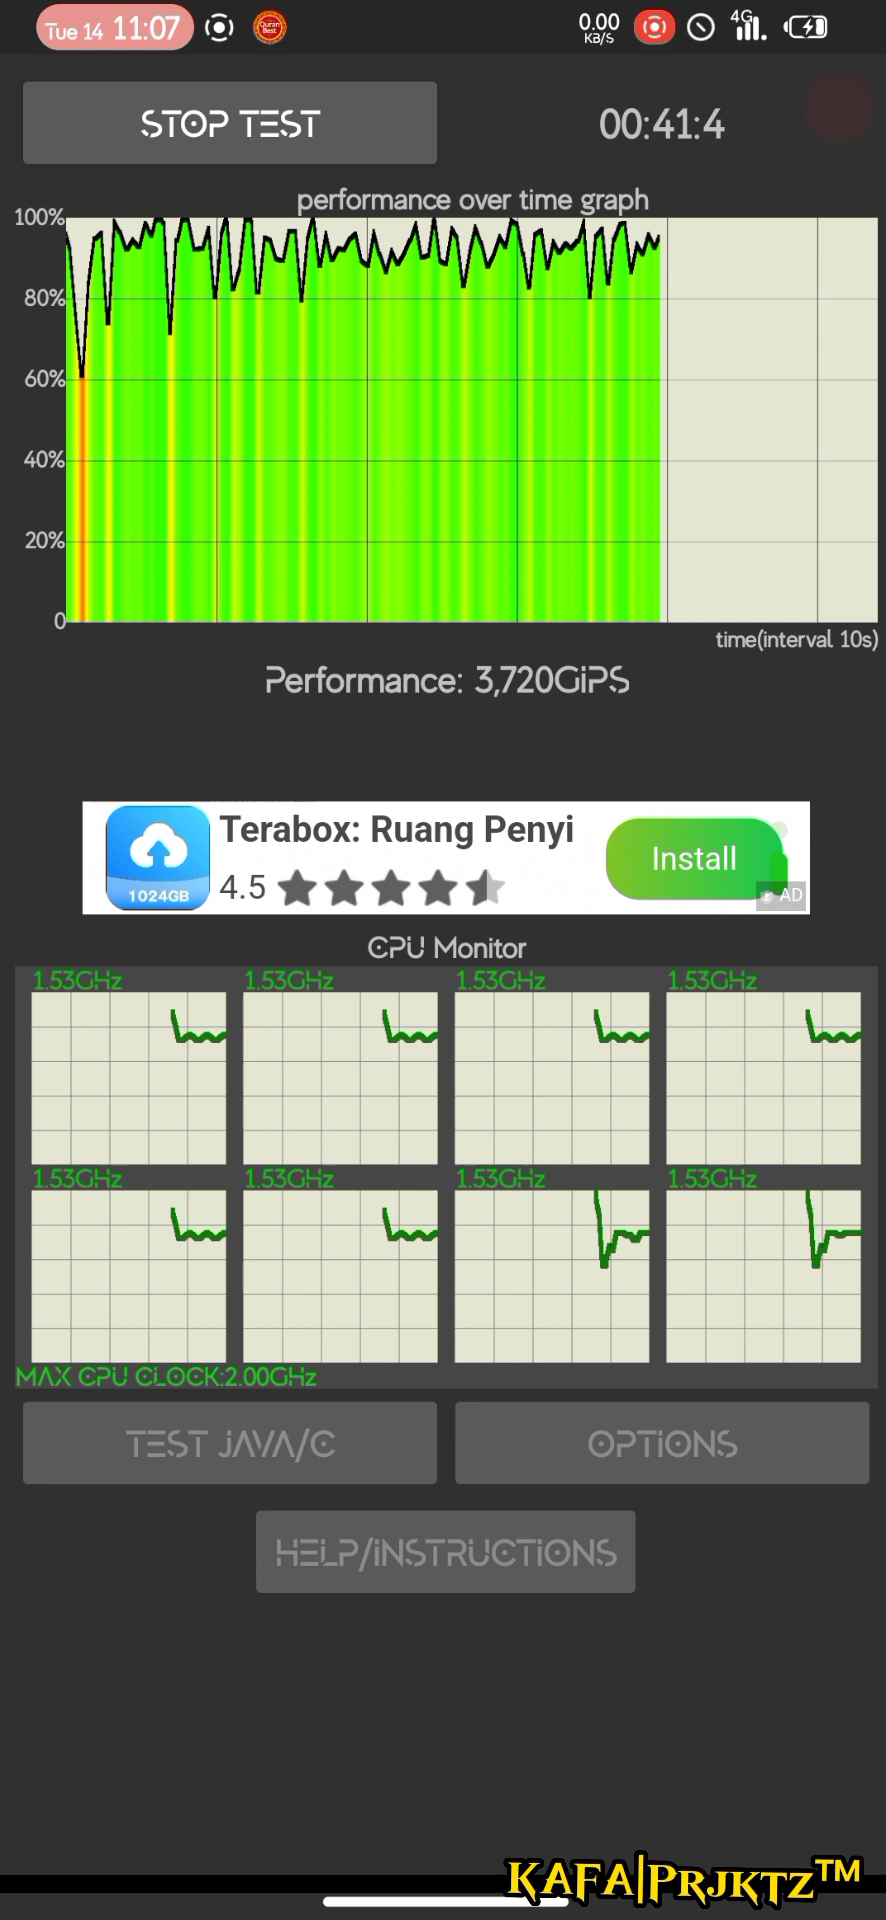 Tue 14 11:07
Quran Best
0.00 KB/S
4G
STOP TEST
00:41:4
performance over time graph
100%
80%
60%
40%
20%
0
time(interval 10s)
Performance: 3,720GiPS
Terabox: Ruang Penyi
4.5
1024GB
Install
AD
CPU Monitor
1.53GHz 1.53GHz 1.53GHz 1.53GHz
1.53GHz 1.53GHz 1.53GHz 1.53GHz
MAX CPU CLOCK:2.00GHz
TEST JAVA/C
OPTiONS
HELP/iNSTRUCTiONS
KAFA|PRJKTZ™